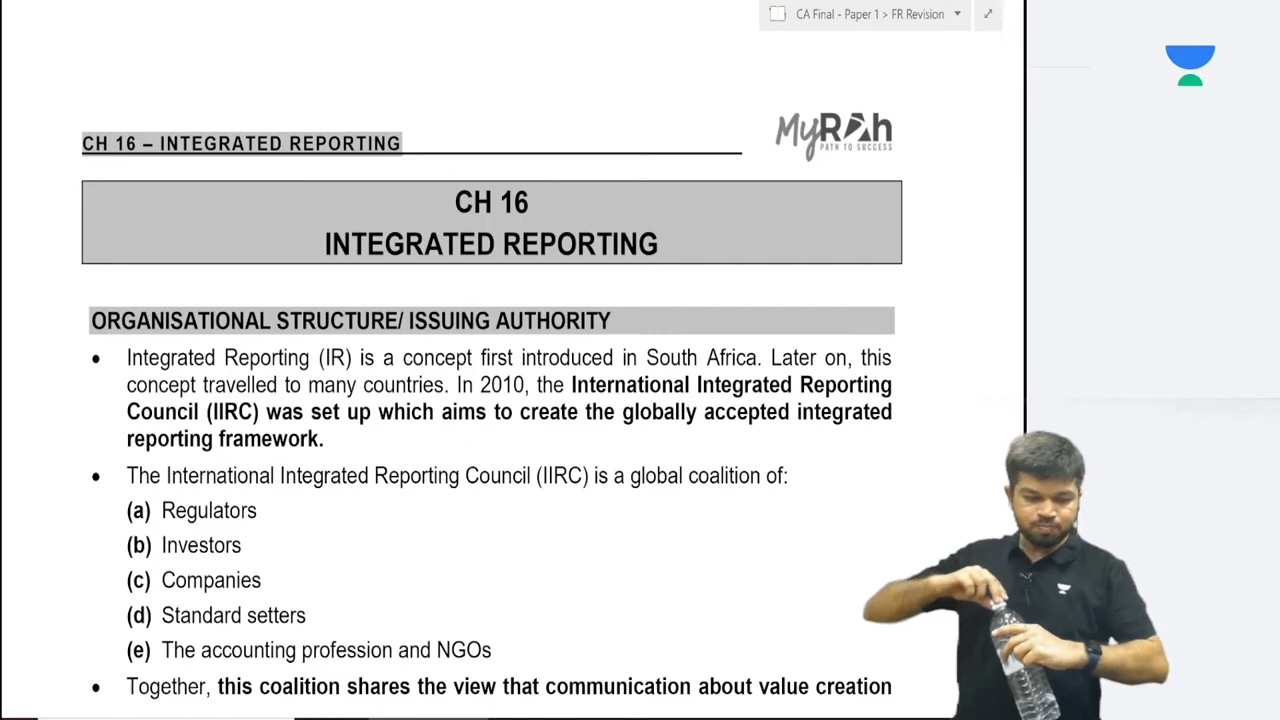 CA Final - Paper 1 > FR Revision
CH 16 – INTEGRATED REPORTING
MyRAh
PATH TO SUCCESS
CH 16
INTEGRATED REPORTING
ORGANISATIONAL STRUCTURE/ ISSUING AUTHORITY
• Integrated Reporting (IR) is a concept first introduced in South Africa. Later on, this
concept travelled to many countries. In 2010, the International Integrated Reporting
Council (IIRC) was set up which aims to create the globally accepted integrated
reporting framework.
• The International Integrated Reporting Council (IIRC) is a global coalition of:
(a) Regulators
(b) Investors
(c) Companies
(d) Standard setters
(e) The accounting profession and NGOs
• Together, this coalition shares the view that communication about value creation